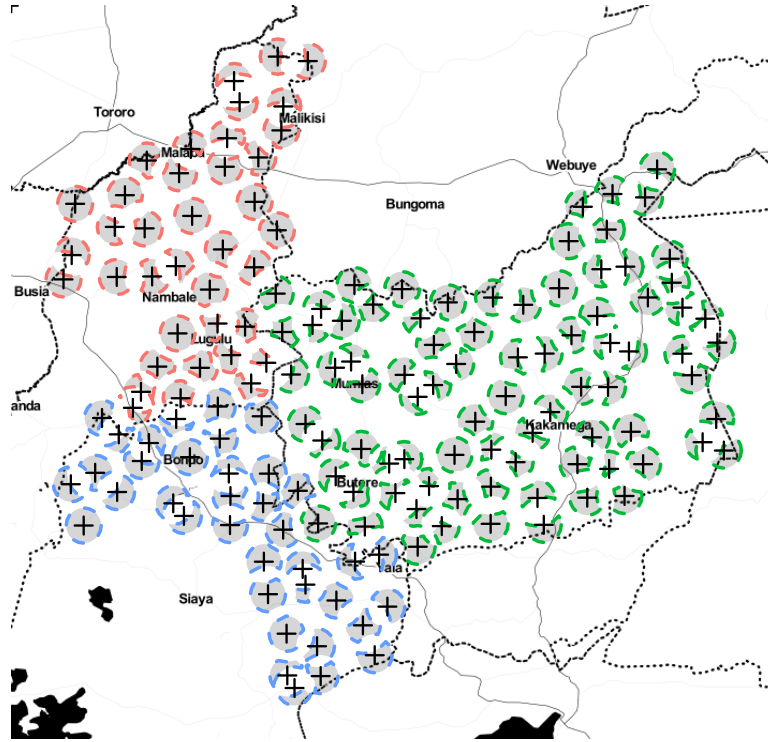 Tororo
Malikisi
Malaba
Webuye
Bungoma
Busia
Nambale
Lugulu
Mumias
anda
Kakamega
Bondo
Butere
Yala
Siaya